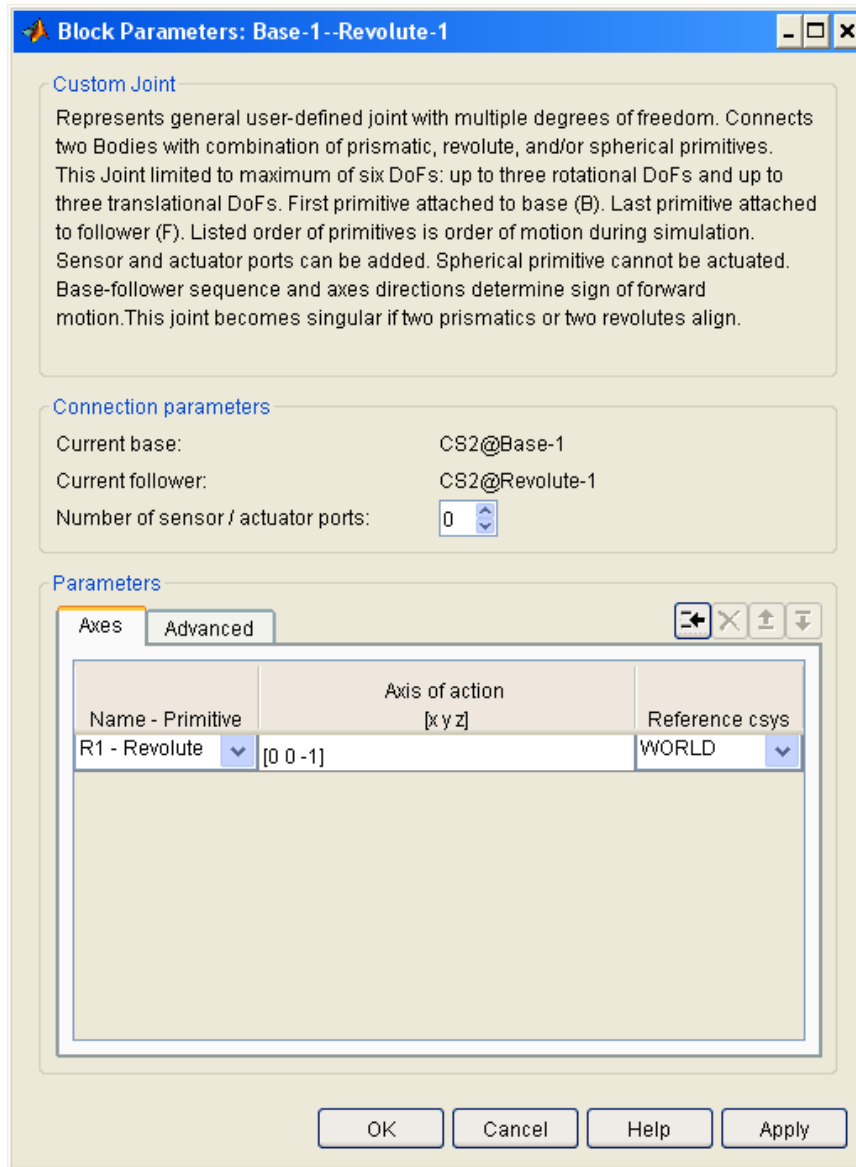 Block Parameters: Base-1--Revolute-1
Custom Joint
Represents general user-defined joint with multiple degrees of freedom. Connects
two Bodies with combination of prismatic, revolute, and/or spherical primitives.
This Joint limited to maximum of six DoFs: up to three rotational DoFs and up to
three translational DoFs. First primitive attached to base (B). Last primitive attached
to follower (F). Listed order of primitives is order of motion during simulation.
Sensor and actuator ports can be added. Spherical primitive cannot be actuated.
Base-follower sequence and axes directions determine sign of forward
motion.This joint becomes singular if two prismatics or two revolutes align.
Connection parameters
Current base: CS2@Base-1
Current follower: CS2@Revolute-1
Number of sensor / actuator ports: 0
Parameters
Axes Advanced
Axis of action
Name - Primitive [x y z] Reference csys
R1 - Revolute [0 0 -1] WORLD
OK Cancel Help Apply